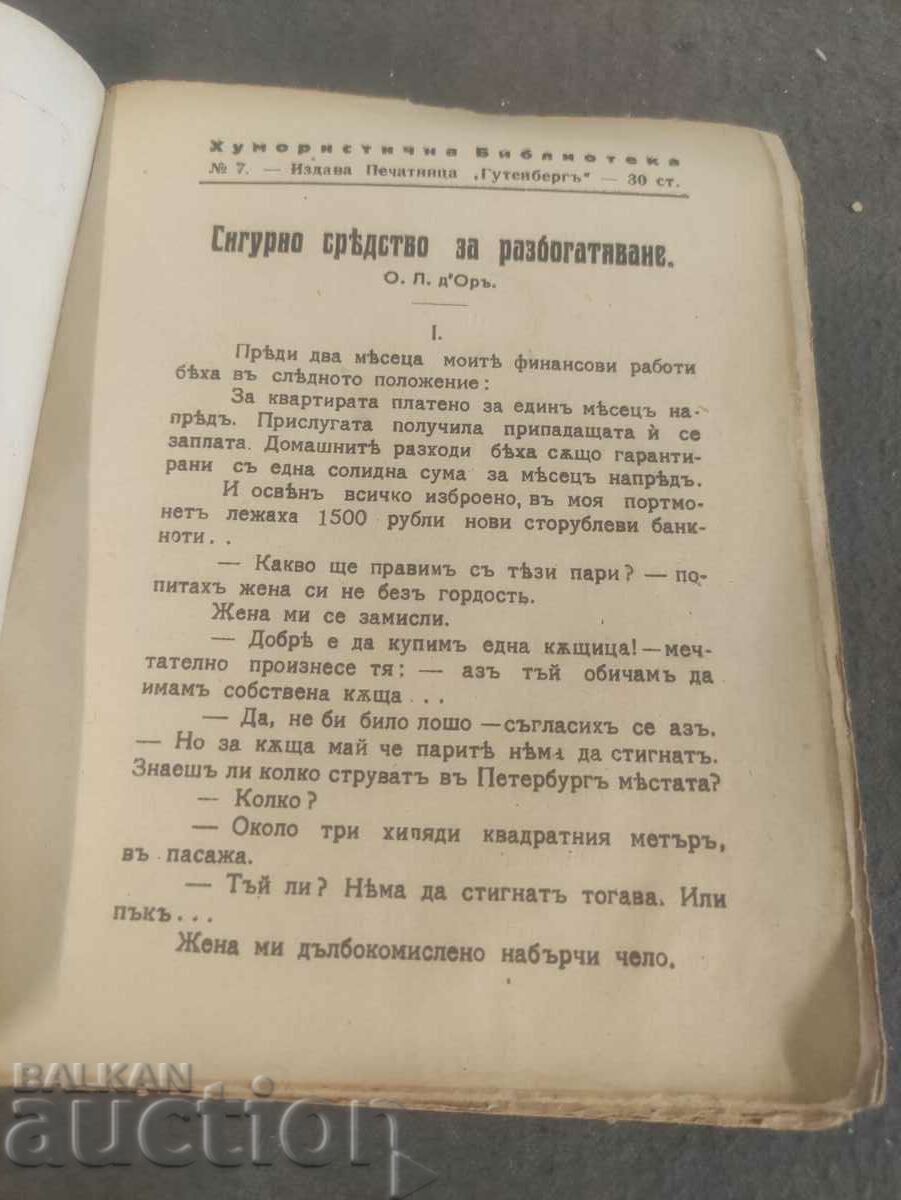 Хумористична Библиотека
№ 7. — Издава Печатница „Гутенбергъ" — 30 ст.
Сигурно срѣдство за разбогатяване.
О. Л. д'Оръ.
I.
Прѣди два мѣсеца моитѣ финансови работи
бѣха въ слѣдното положение:
За квартирата платено за единъ мѣсецъ на-
прѣдъ. Прислугата получила припадащата ѝ се
заплата. Домашнитѣ разходи бѣха сѫщо гаранти-
рани съ една солидна сума за мѣсецъ напрѣдъ.
И освѣнъ всичко изброено, въ моя портмо-
нетъ лежаха 1500 рубли нови сторублеви банк-
ноти..
— Какво ще правимъ съ тѣзи пари? — по-
питахъ жена си не безъ гордость.
Жена ми се замисли.
— Добрѣ е да купимъ една кѫщица! — меч-
тателно произнесе тя: — азъ тъй обичамъ да
имамъ собствена кѫща ...
— Да, не би било лошо — съгласихъ се азъ.
— Но за кѫща май че паритѣ нѣма да стигнатъ.
Знаешъ ли колко струватъ въ Петербургъ мѣстата?
— Колко?
— Около три хиляди квадратния метъръ,
въ пасажа.
— Тъй ли? Нѣма да стигнатъ тогава. Или
пъкъ...
Жена ми дълбокомислено набърчи чело.
BALKAN
auction